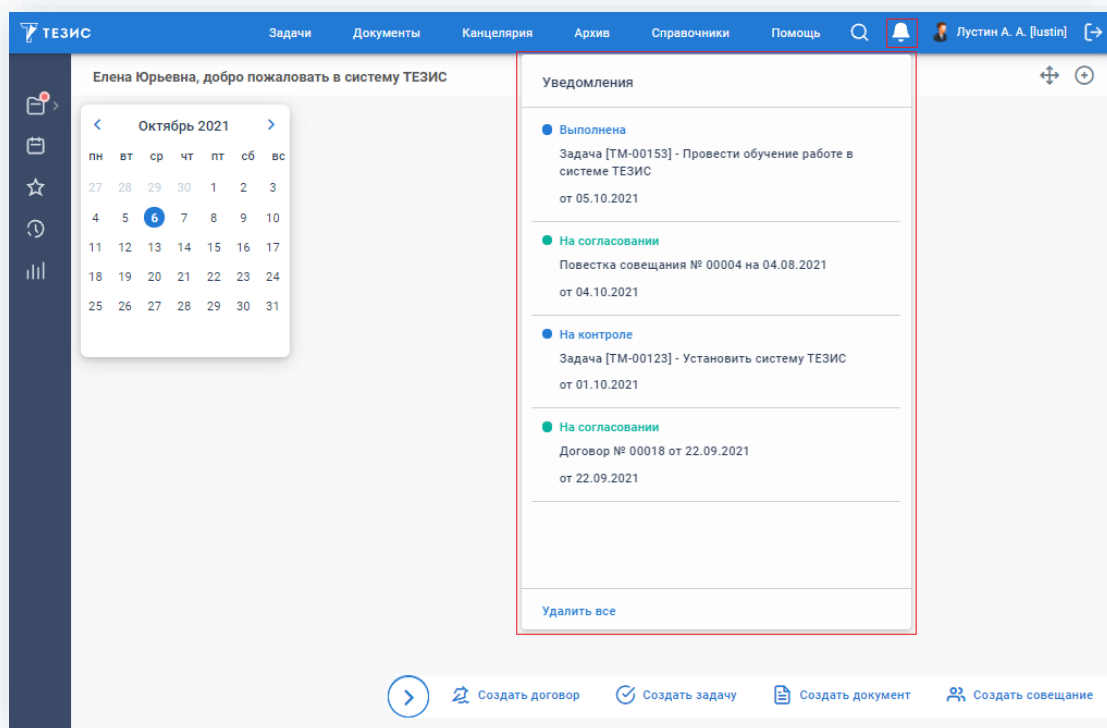 ТЕЗИС Задачи Документы Канцелярия Архив Справочники Помощь Лустин А. А. [lustin]
Елена Юрьевна, добро пожаловать в систему ТЕЗИС
Октябрь 2021
пн вт ср чт пт сб вс
27 28 29 30 1 2 3
4 5 6 7 8 9 10
11 12 13 14 15 16 17
18 19 20 21 22 23 24
25 26 27 28 29 30 31
Уведомления
Выполнена
Задача [ТМ-00153] - Провести обучение работе в
системе ТЕЗИС
от 05.10.2021
На согласовании
Повестка совещания № 00004 на 04.08.2021
от 04.10.2021
На контроле
Задача [ТМ-00123] - Установить систему ТЕЗИС
от 01.10.2021
На согласовании
Договор № 00018 от 22.09.2021
от 22.09.2021
Удалить все
Создать договор Создать задачу Создать документ Создать совещание